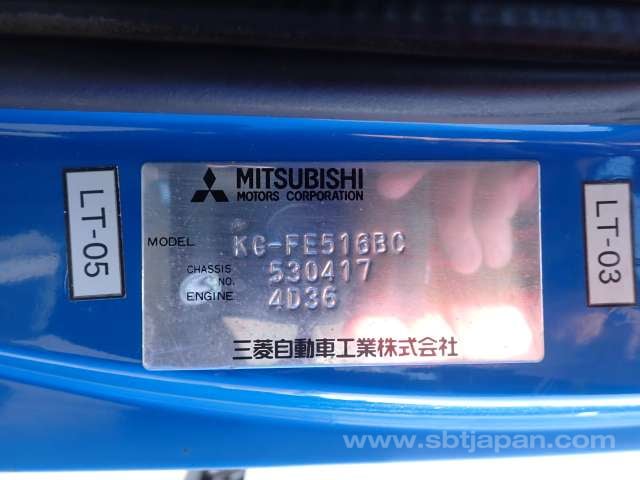 MITSUBISHI
MOTORS CORPORATION
MODEL KC-FE516BC
CHASSIS NO. 530417
ENGINE 4D36
三菱自動車工業株式会社
LT-05
LT-03
www.sbtjapan.com